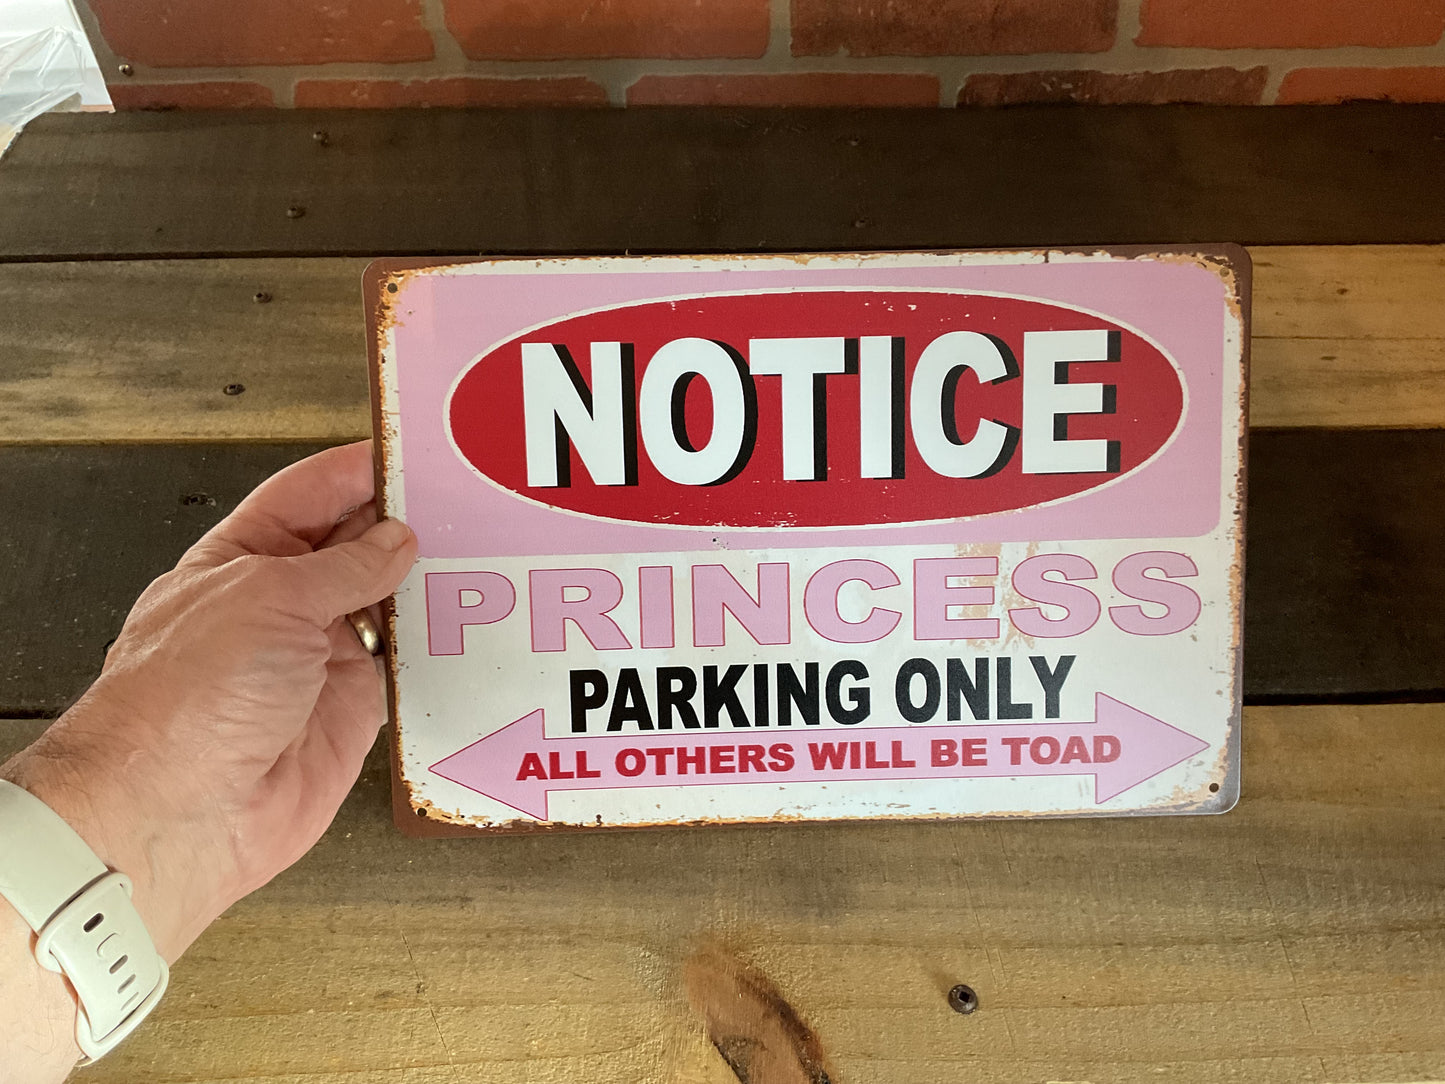 NOTICE
PRINCESS
PARKING ONLY
ALL OTHERS WILL BE TOAD